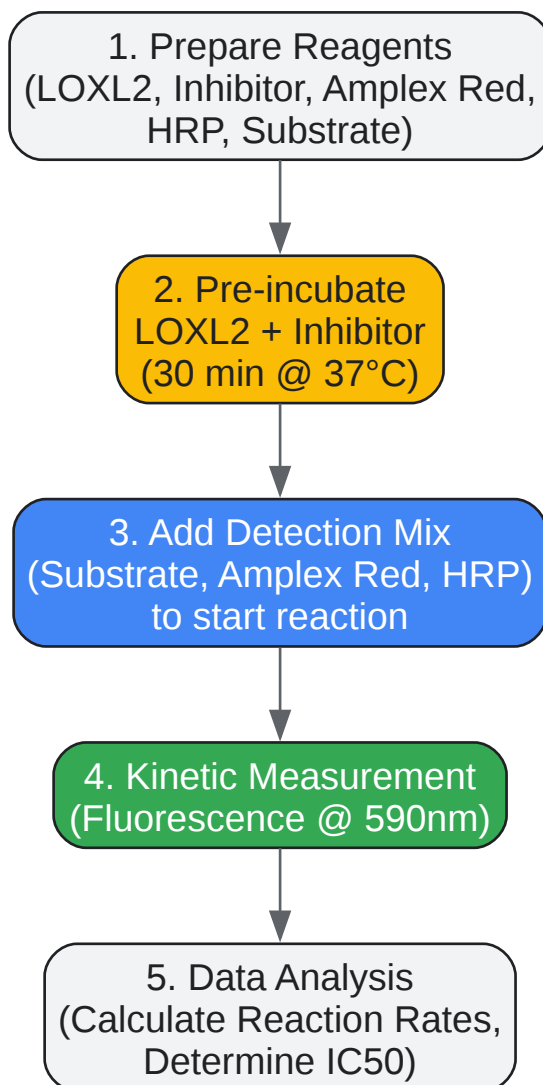 1. Prepare Reagents
(LOXL2, Inhibitor, Amplex Red,
HRP, Substrate)
2. Pre-incubate
LOXL2 + Inhibitor
(30 min @ 37°C)
3. Add Detection Mix
(Substrate, Amplex Red, HRP)
to start reaction
4. Kinetic Measurement
(Fluorescence @ 590nm)
5. Data Analysis
(Calculate Reaction Rates,
Determine IC50)